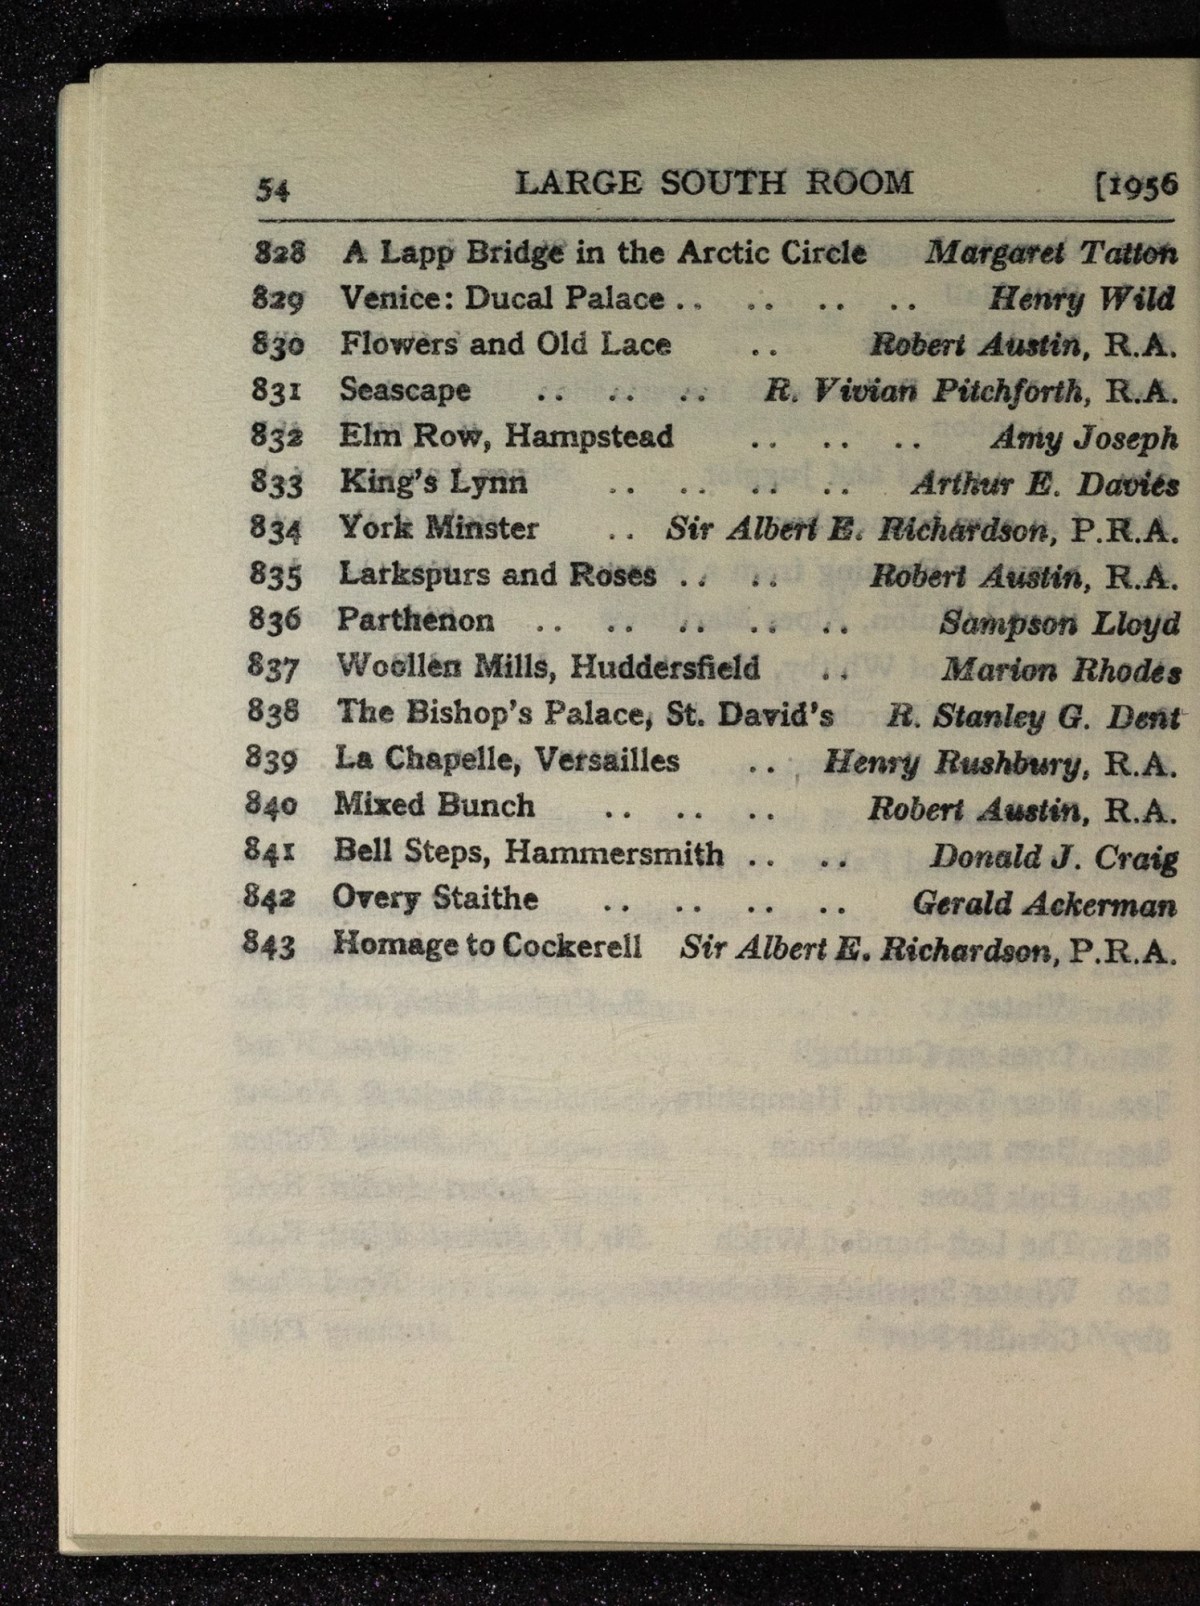 54 LARGE SOUTH ROOM [1956
828 A Lapp Bridge in the Arctic Circle Margaret Tatton
829 Venice: Ducal Palace .. .. .. .. Henry Wild
830 Flowers and Old Lace .. Robert Austin, R.A.
831 Seascape .. .. .. R. Vivian Pitchforth, R.A.
832 Elm Row, Hampstead .. .. .. Amy Joseph
833 King's Lynn .. .. .. .. Arthur E. Davies
834 York Minster .. Sir Albert E. Richardson, P.R.A.
835 Larkspurs and Roses .. .. Robert Austin, R.A.
836 Parthenon .. .. .. .. .. Sampson Lloyd
837 Woollen Mills, Huddersfield .. Marion Rhodes
838 The Bishop's Palace, St. David's R. Stanley G. Dent
839 La Chapelle, Versailles .. Henry Rushbury, R.A.
840 Mixed Bunch .. .. .. Robert Austin, R.A.
841 Bell Steps, Hammersmith .. .. Donald J. Craig
842 Overy Staithe .. .. .. .. Gerald Ackerman
843 Homage to Cockerell Sir Albert E. Richardson, P.R.A.